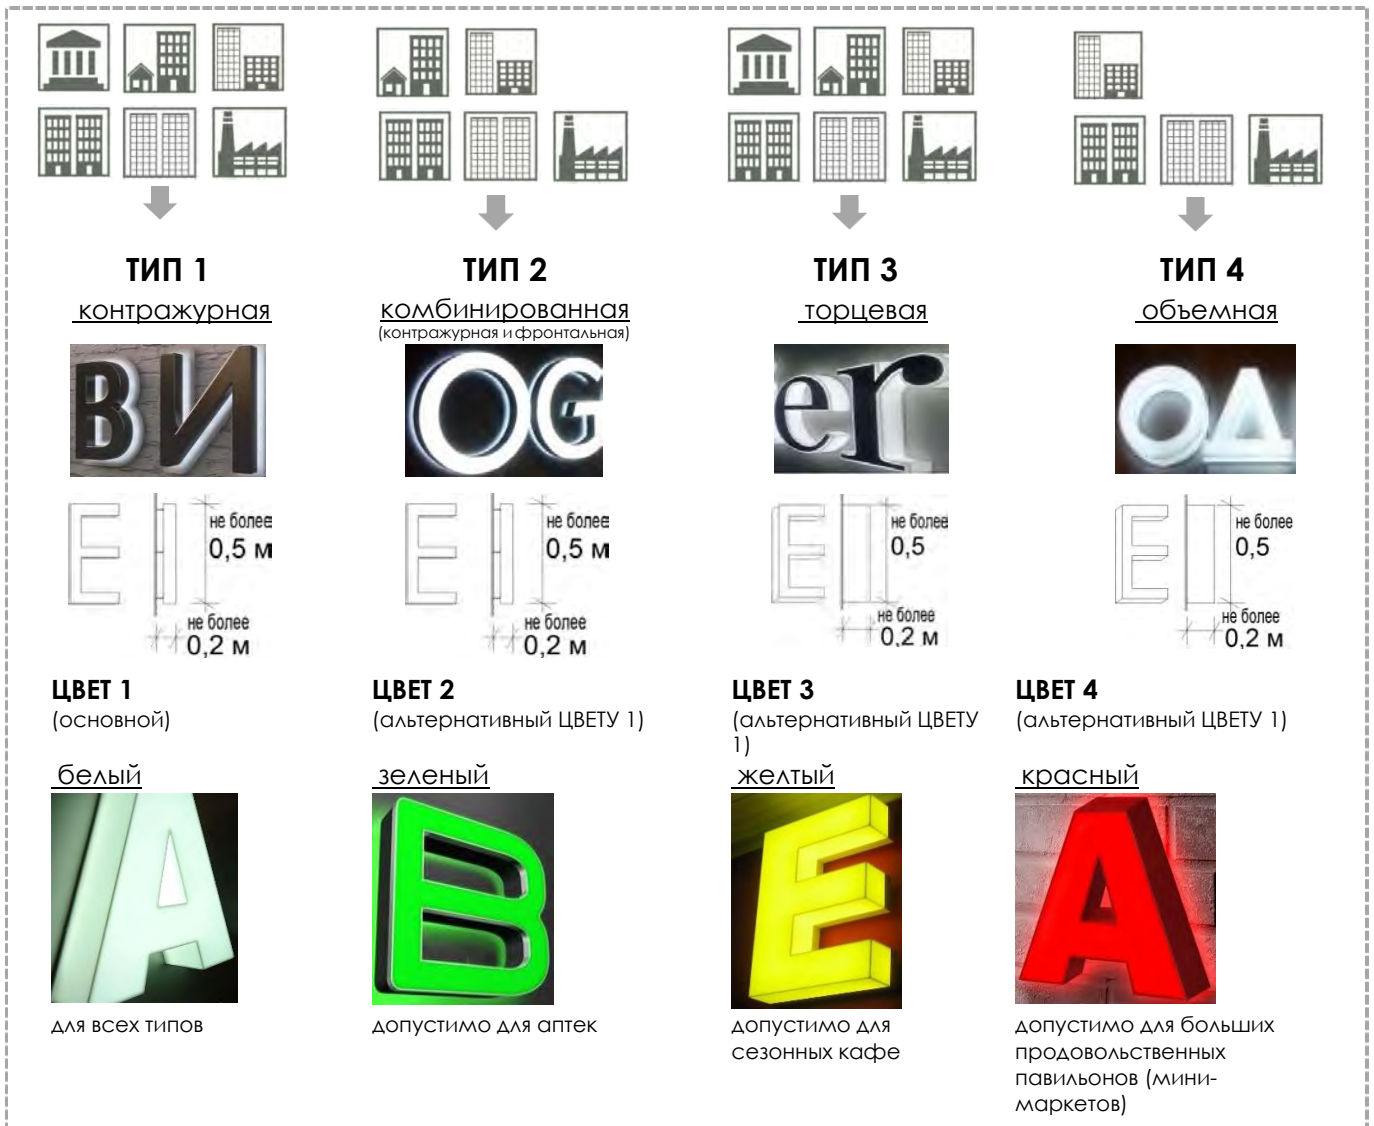 ТИП 1
контражурная
ВИ
не более
0,5 м
не более
0,2 м
ТИП 2
комбинированная
(контражурная и фронтальная)
OG
не более
0,5 м
не более
0,2 м
ТИП 3
торцевая
er
не более
0,5
не более
0,2 м
ТИП 4
объемная
ОД
не более
0,5
не более
0,2 м
ЦВЕТ 1
(основной)
белый
А
для всех типов
ЦВЕТ 2
(альтернативный ЦВЕТУ 1)
зеленый
В
допустимо для аптек
ЦВЕТ 3
(альтернативный ЦВЕТУ
1)
желтый
Е
допустимо для
сезонных кафе
ЦВЕТ 4
(альтернативный ЦВЕТУ 1)
красный
А
допустимо для больших
продовольственных
павильонов (мини-
маркетов)